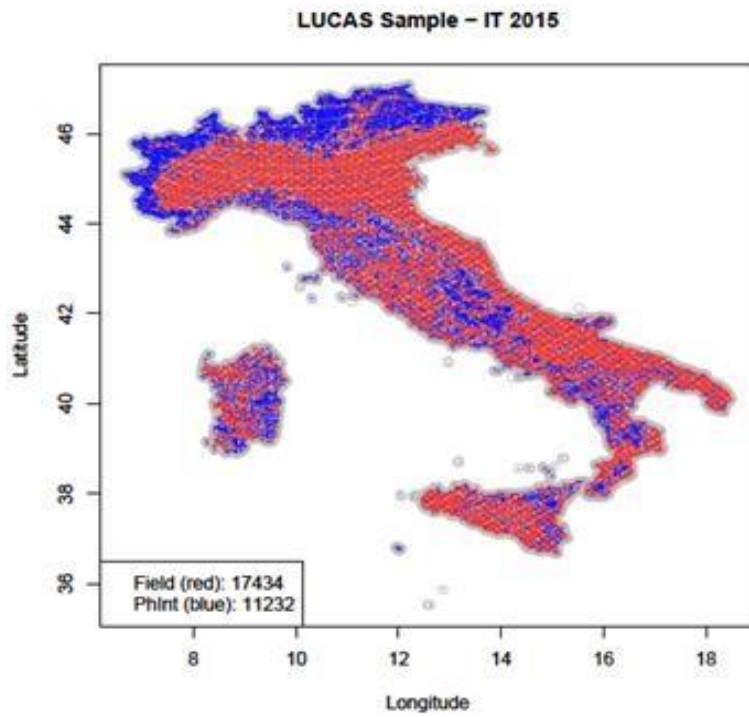 LUCAS Sample − IT 2015
Latitude
46
44
42
40
38
36
Field (red): 17434
PhInt (blue): 11232
8 10 12 14 16 18
Longitude